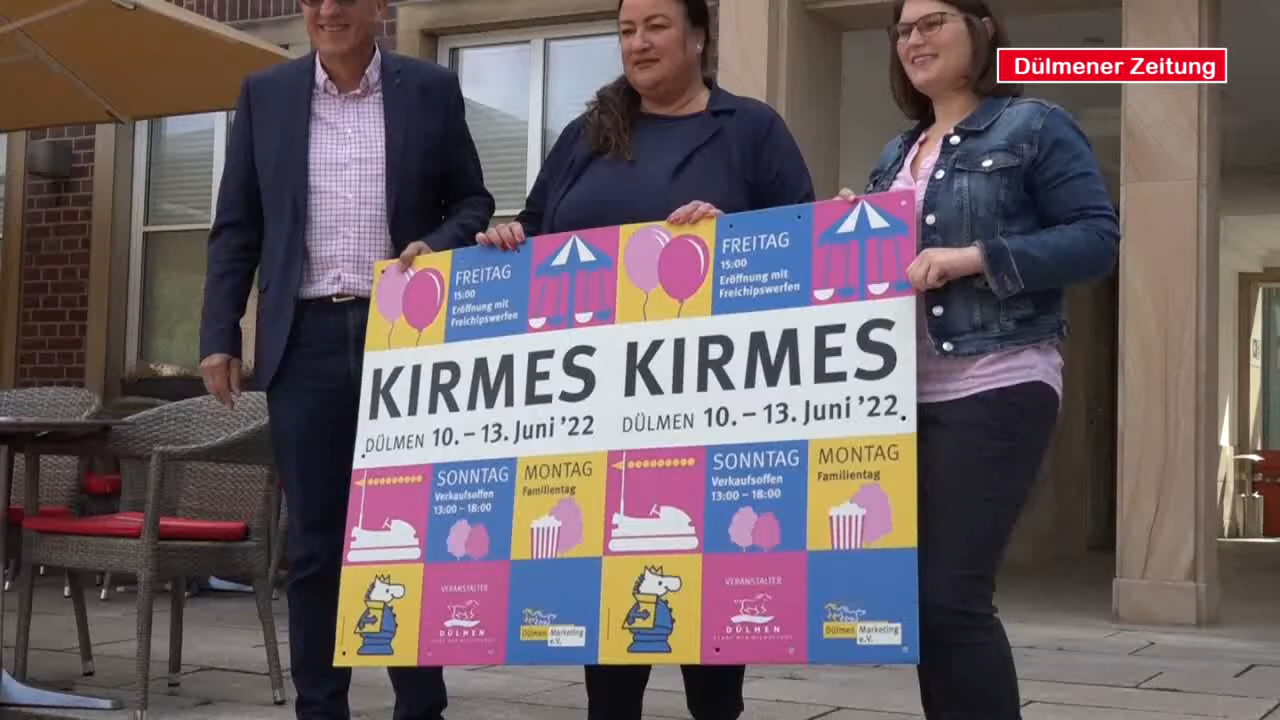 Dülmener Zeitung
FREITAG
15:00
Eröffnung mit
Freichipswerfen
FREITAG
15:00
Eröffnung mit
Freichipswerfen
KIRMES KIRMES
DÜLMEN 10. – 13. Juni ’22 DÜLMEN 10. – 13. Juni ’22
SONNTAG
Verkaufsoffen
13:00 – 18:00
MONTAG
Familientag
SONNTAG
Verkaufsoffen
13:00 – 18:00
MONTAG
Familientag
VERANSTALTER
DÜLMEN
Dülmen Marketing
e.V.
VERANSTALTER
DÜLMEN
Dülmen Marketing
e.V.